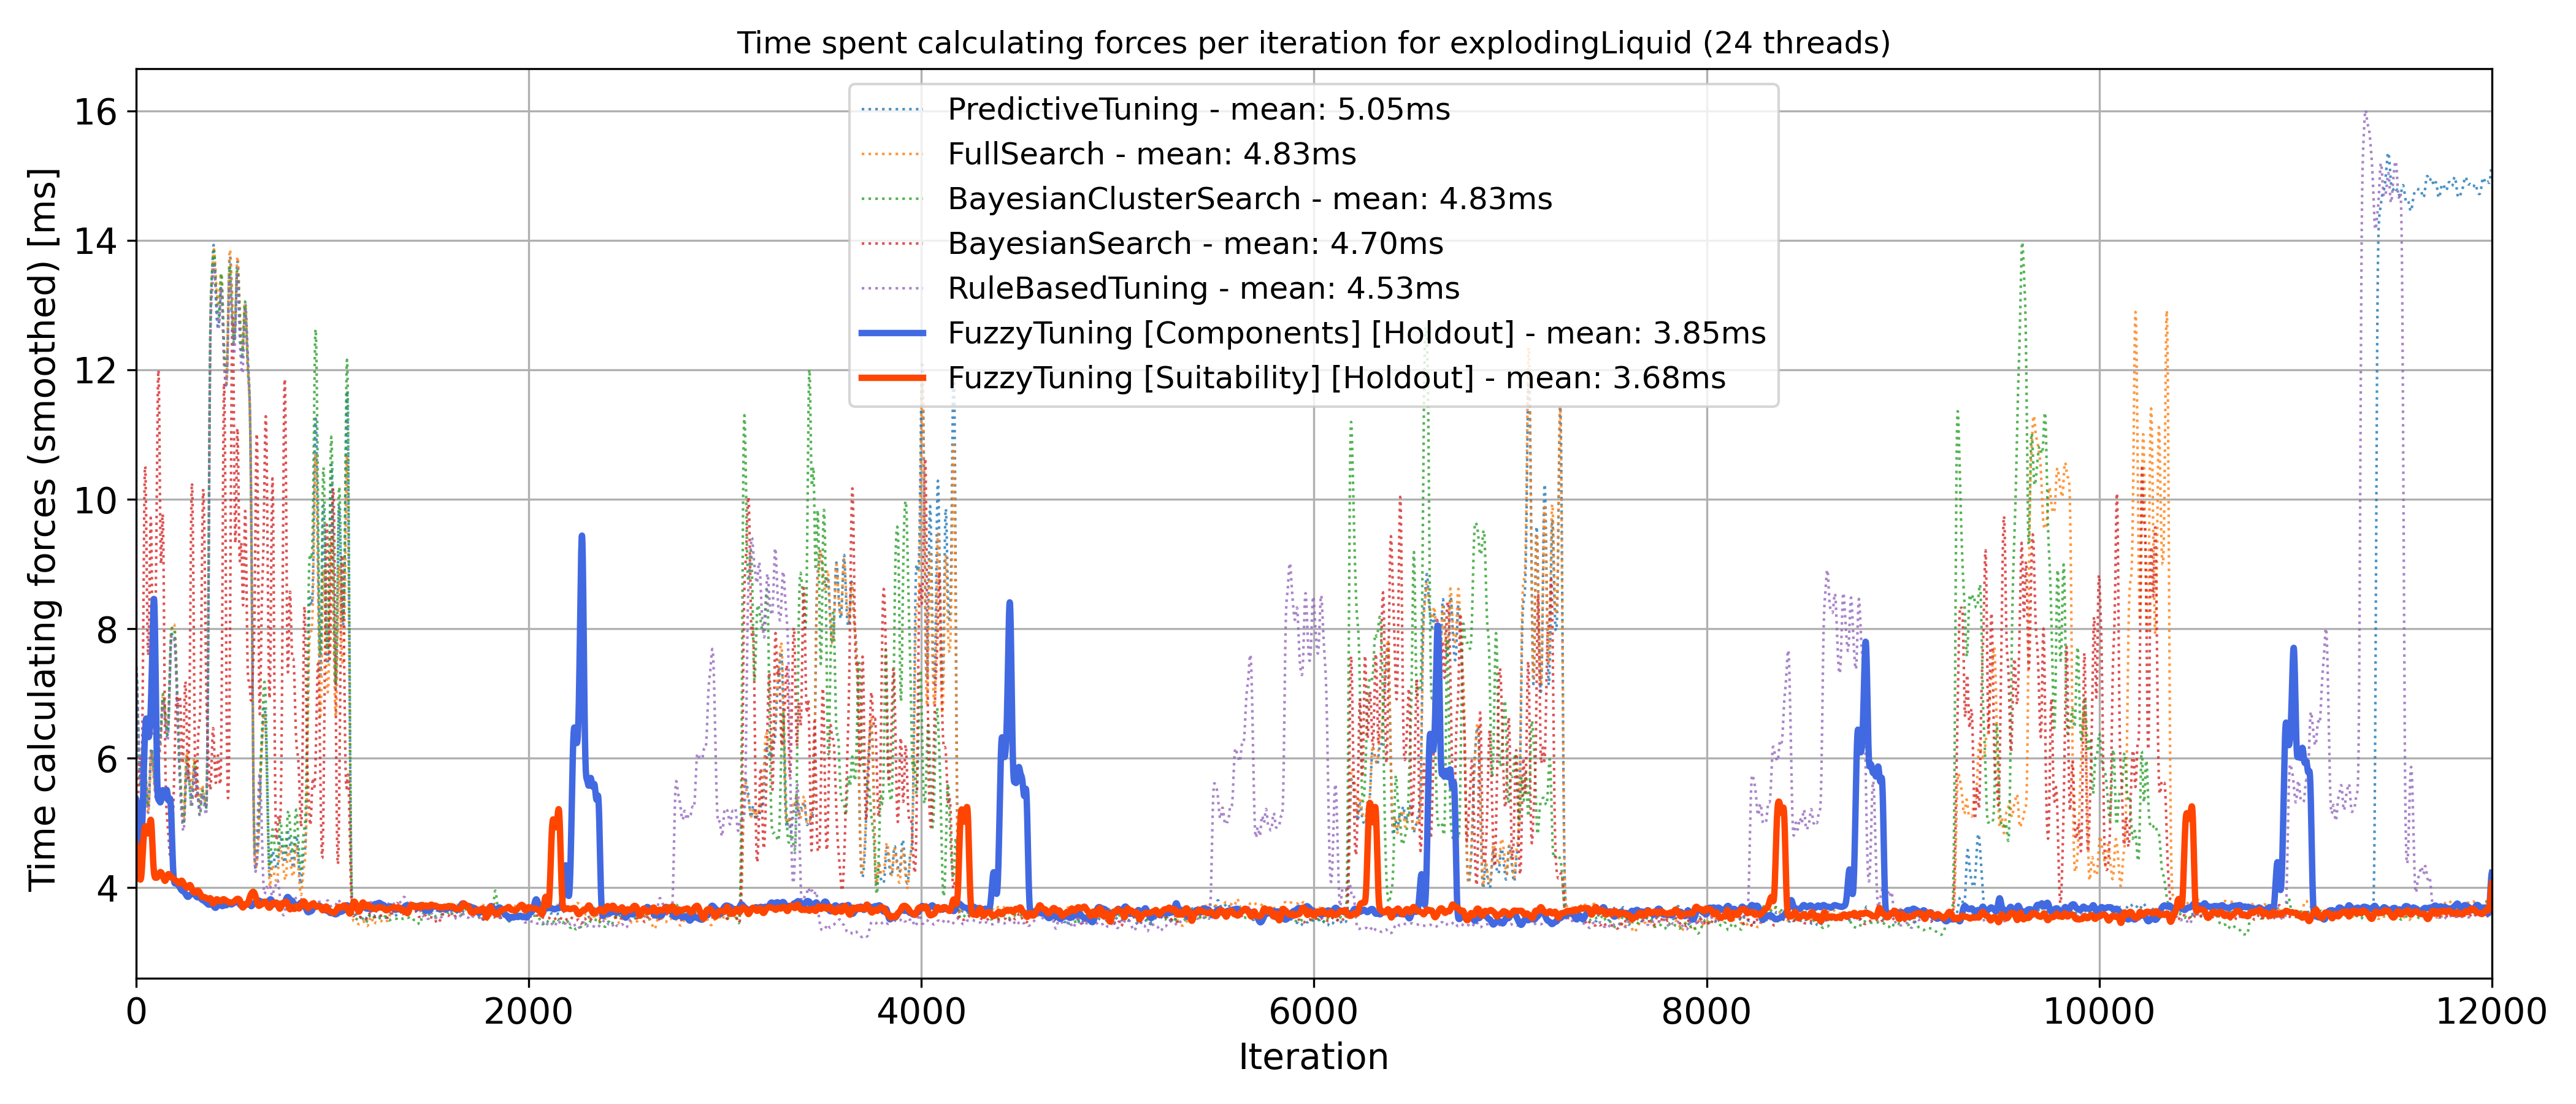 Time spent calculating forces per iteration for explodingLiquid (24 threads)
Time calculating forces (smoothed) [ms]
16
14
12
10
8
6
4
PredictiveTuning - mean: 5.05ms
FullSearch - mean: 4.83ms
BayesianClusterSearch - mean: 4.83ms
BayesianSearch - mean: 4.70ms
RuleBasedTuning - mean: 4.53ms
FuzzyTuning [Components] [Holdout] - mean: 3.85ms
FuzzyTuning [Suitability] [Holdout] - mean: 3.68ms
0
2000
4000
6000
8000
10000
12000
Iteration